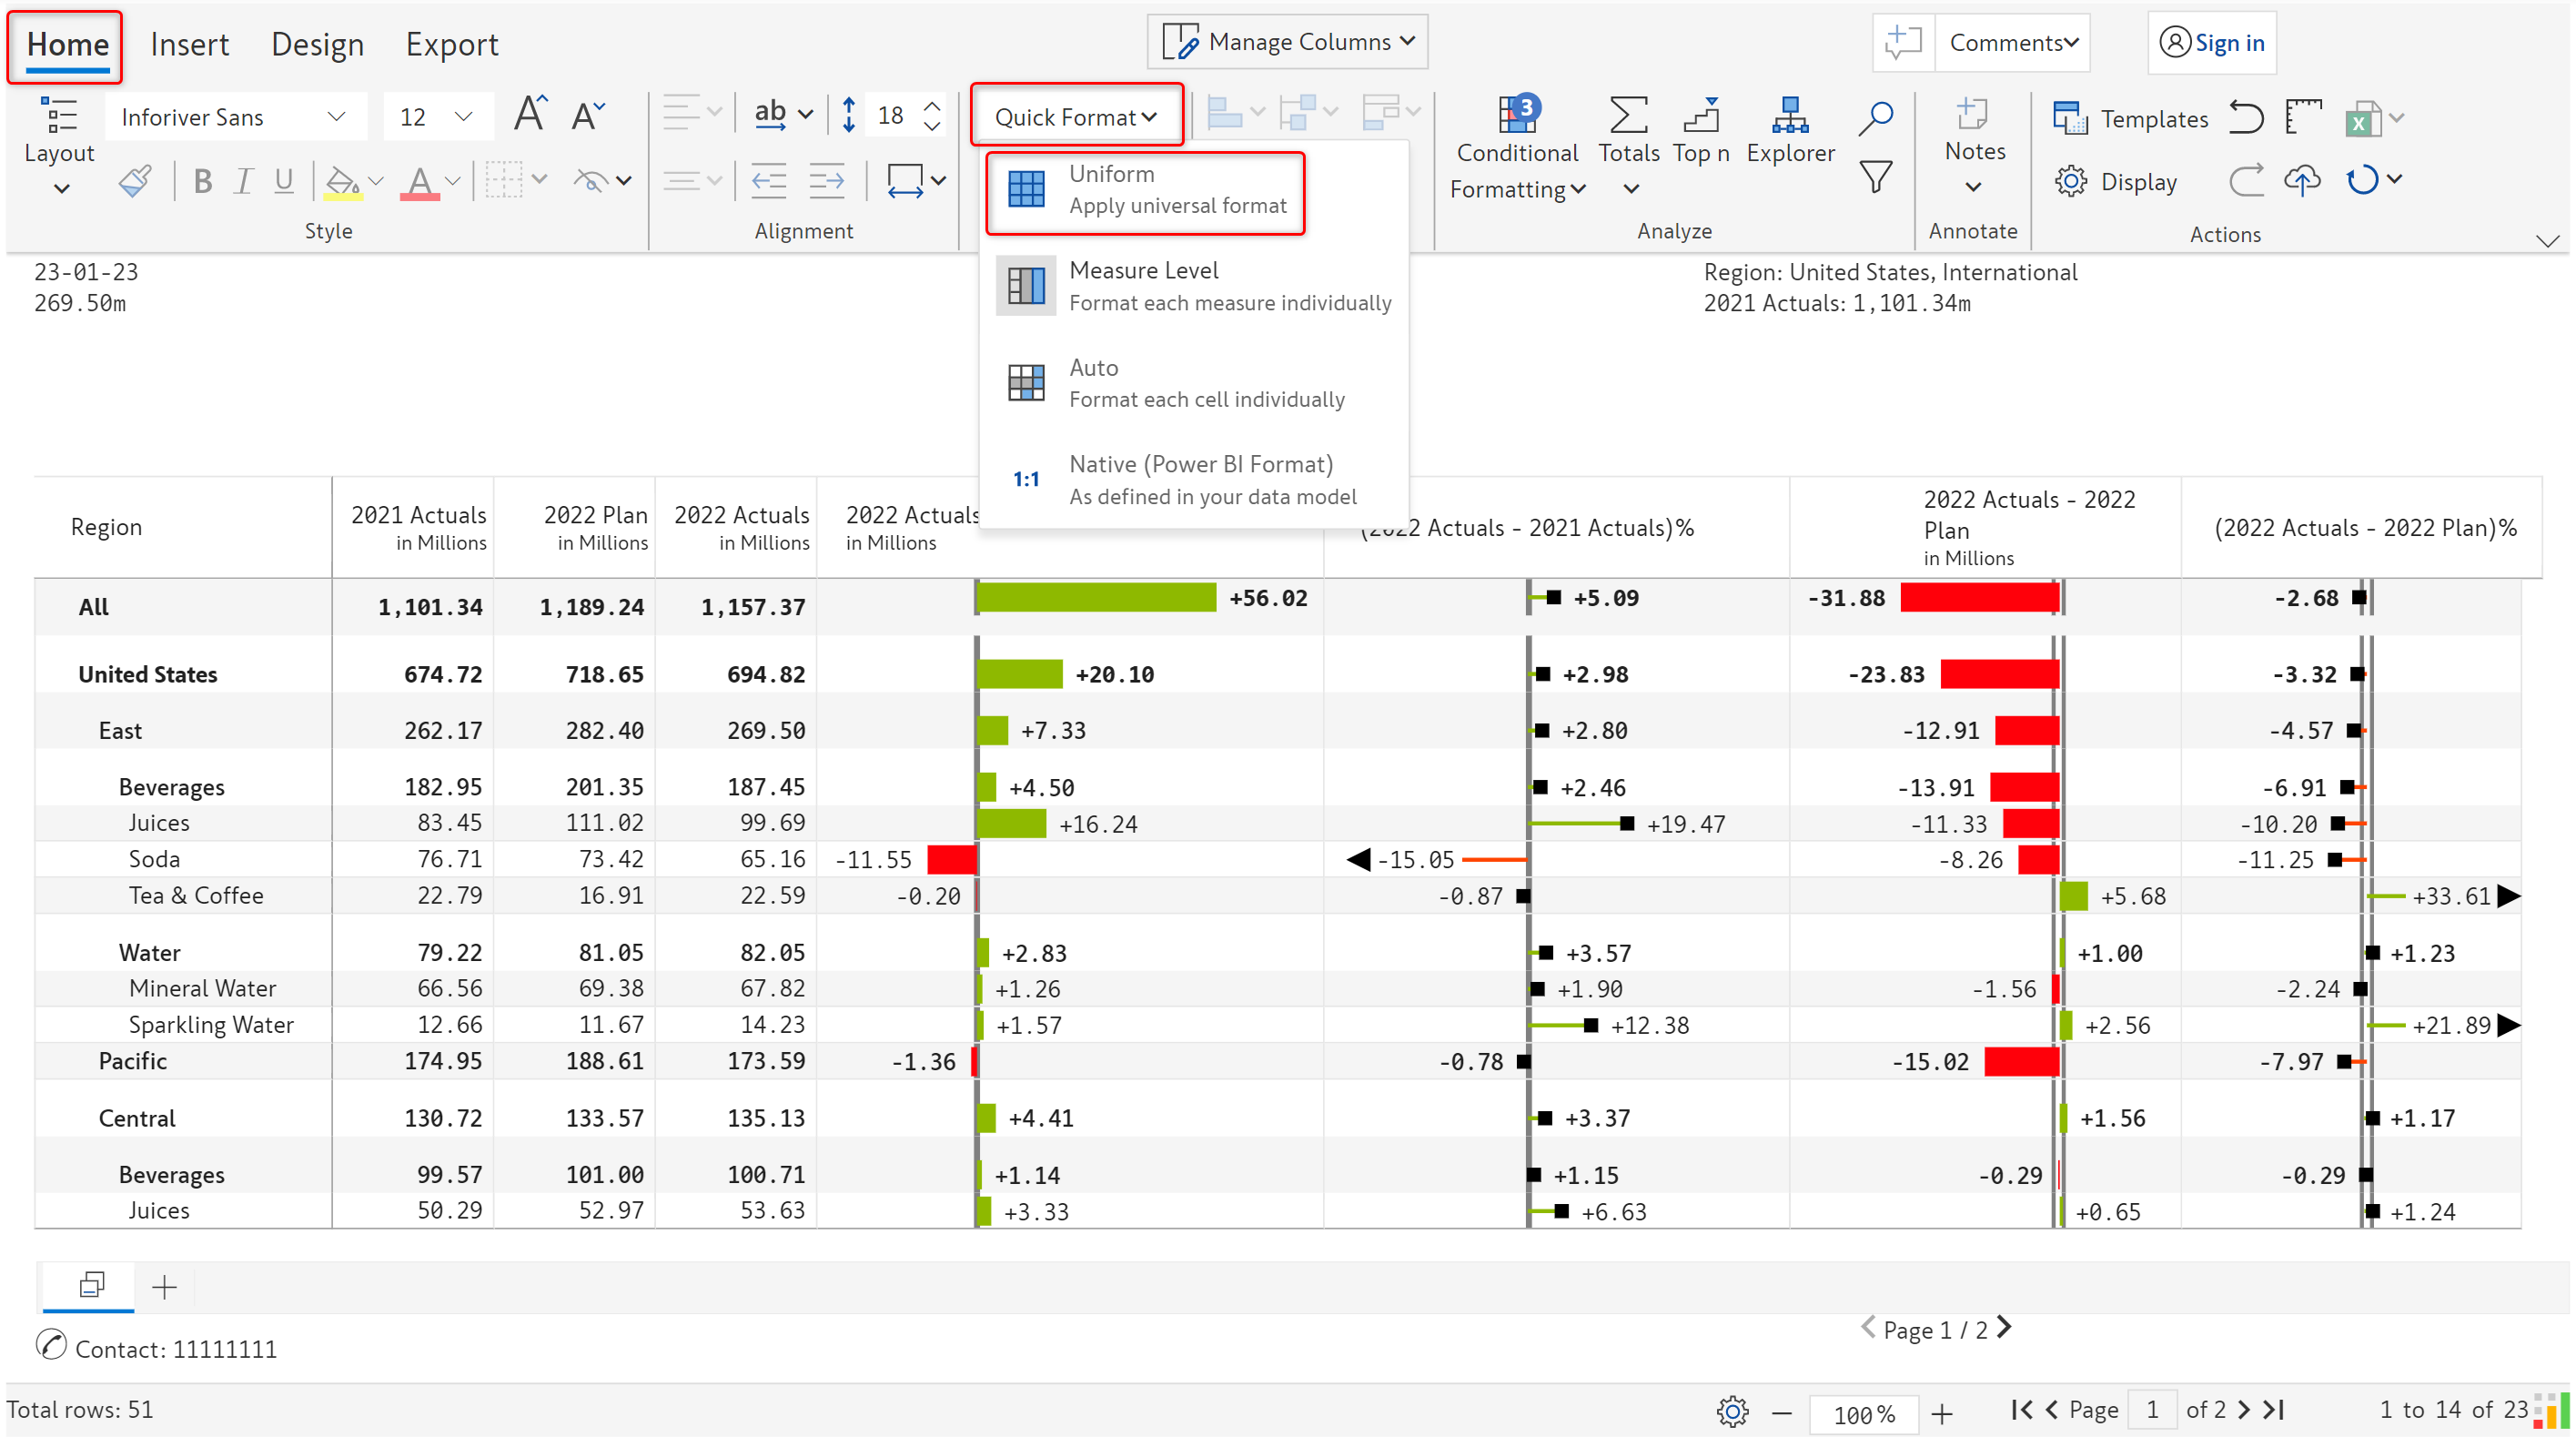 Home Insert Design Export Manage Columns Comments Sign in
Inforiver Sans 12 A A ab 18 Quick Format 3 Templates
Layout Conditional Formatting Totals Top n Explorer Notes
B I U A Display
Style Alignment Analyze Annotate Actions
Uniform
Apply universal format
Measure Level
Format each measure individually
Auto
Format each cell individually
1:1 Native (Power BI Format)
As defined in your data model
23-01-23
269.50m
Region: United States, International
2021 Actuals: 1,101.34m
Region 2021 Actuals in Millions 2022 Plan in Millions 2022 Actuals in Millions 2022 Actuals in Millions (2022 Actuals - 2021 Actuals)% 2022 Actuals - 2022 Plan in Millions (2022 Actuals - 2022 Plan)%
All 1,101.34 1,189.24 1,157.37 +56.02 +5.09 -31.88 -2.68
United States 674.72 718.65 694.82 +20.10 +2.98 -23.83 -3.32
East 262.17 282.40 269.50 +7.33 +2.80 -12.91 -4.57
Beverages 182.95 201.35 187.45 +4.50 +2.46 -13.91 -6.91
Juices 83.45 111.02 99.69 +16.24 +19.47 -11.33 -10.20
Soda 76.71 73.42 65.16 -11.55 -15.05 -8.26 -11.25
Tea & Coffee 22.79 16.91 22.59 -0.20 -0.87 +5.68 +33.61
Water 79.22 81.05 82.05 +2.83 +3.57 +1.00 +1.23
Mineral Water 66.56 69.38 67.82 +1.26 +1.90 -1.56 -2.24
Sparkling Water 12.66 11.67 14.23 +1.57 +12.38 +2.56 +21.89
Pacific 174.95 188.61 173.59 -1.36 -0.78 -15.02 -7.97
Central 130.72 133.57 135.13 +4.41 +3.37 +1.56 +1.17
Beverages 99.57 101.00 100.71 +1.14 +1.15 -0.29 -0.29
Juices 50.29 52.97 53.63 +3.33 +6.63 +0.65 +1.24
Page 1 / 2
Contact: 11111111
Total rows: 51 100% Page 1 of 2 1 to 14 of 23